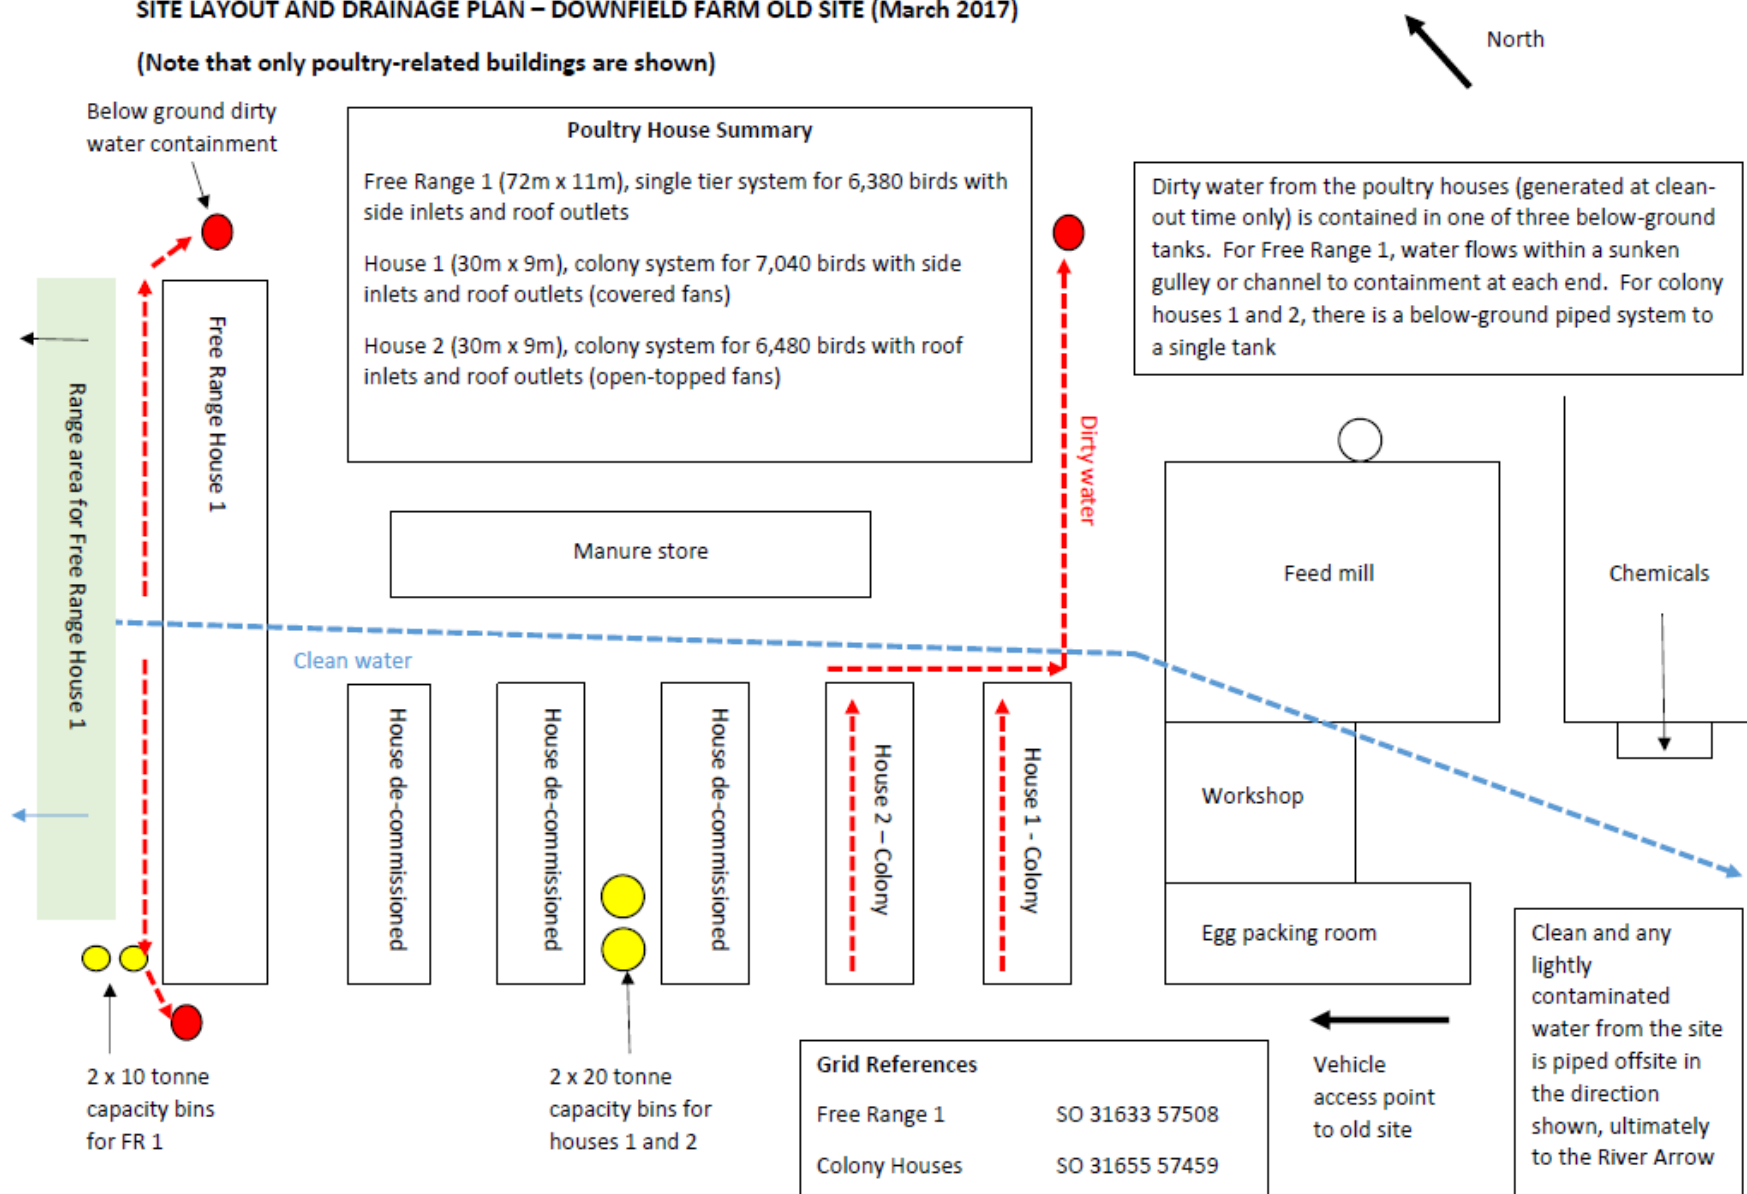 SITE LAYOUT AND DRAINAGE PLAN – DOWNFIELD FARM OLD SITE (March 2017)
(Note that only poultry-related buildings are shown)
North
Below ground dirty
water containment
Poultry House Summary
Free Range 1 (72m x 11m), single tier system for 6,380 birds with
side inlets and roof outlets
House 1 (30m x 9m), colony system for 7,040 birds with side
inlets and roof outlets (covered fans)
House 2 (30m x 9m), colony system for 6,480 birds with roof
inlets and roof outlets (open-topped fans)
Dirty water from the poultry houses (generated at clean-
out time only) is contained in one of three below-ground
tanks. For Free Range 1, water flows within a sunken
gulley or channel to containment at each end. For colony
houses 1 and 2, there is a below-ground piped system to
a single tank
Range area for Free Range House 1
Free Range House 1
Dirty water
Manure store
Feed mill
Chemicals
Clean water
House de-commissioned
House de-commissioned
House de-commissioned
House 2 – Colony
House 1 - Colony
Workshop
Egg packing room
Clean and any
lightly
contaminated
water from the site
is piped offsite in
the direction
shown, ultimately
to the River Arrow
2 x 10 tonne
capacity bins
for FR 1
2 x 20 tonne
capacity bins for
houses 1 and 2
Grid References
Free Range 1 SO 31633 57508
Colony Houses SO 31655 57459
Vehicle
access point
to old site